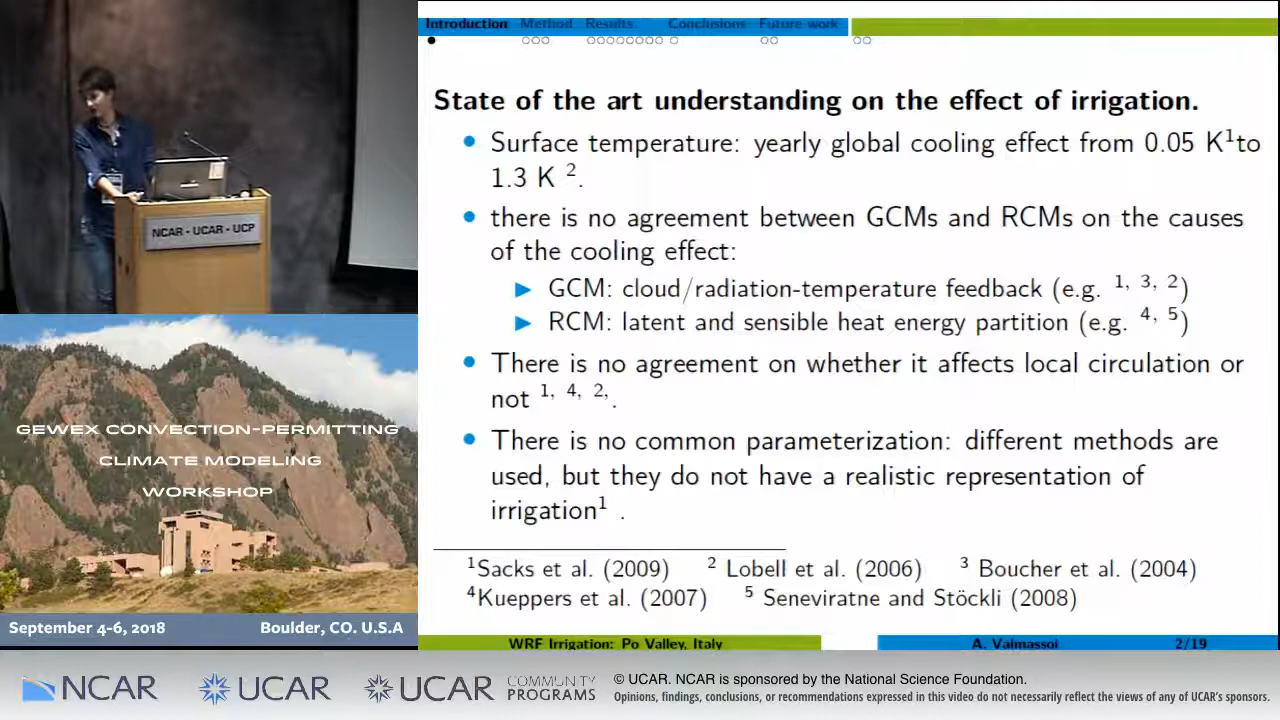 Introduction Method Results Conclusions Future work
State of the art understanding on the effect of irrigation.
Surface temperature: yearly global cooling effect from 0.05 K¹to
1.3 K ².
there is no agreement between GCMs and RCMs on the causes
of the cooling effect:
GCM: cloud/radiation-temperature feedback (e.g. ¹, ³, ²)
RCM: latent and sensible heat energy partition (e.g. ⁴, ⁵)
There is no agreement on whether it affects local circulation or
not ¹, ⁴, ²,.
There is no common parameterization: different methods are
used, but they do not have a realistic representation of
irrigation¹ .
¹Sacks et al. (2009) ² Lobell et al. (2006) ³ Boucher et al. (2004)
⁴Kueppers et al. (2007) ⁵ Seneviratne and Stöckli (2008)
WRF Irrigation: Po Valley, Italy A. Valmassoi 2/19
NCAR - UCAR - UCP
GEWEX CONVECTION-PERMITTING
CLIMATE MODELING
WORKSHOP
September 4-6, 2018 Boulder, CO. U.S.A
NCAR UCAR UCAR COMMUNITY PROGRAMS
© UCAR. NCAR is sponsored by the National Science Foundation.
Opinions, findings, conclusions, or recommendations expressed in this video do not necessarily reflect the views of any of UCAR's sponsors.